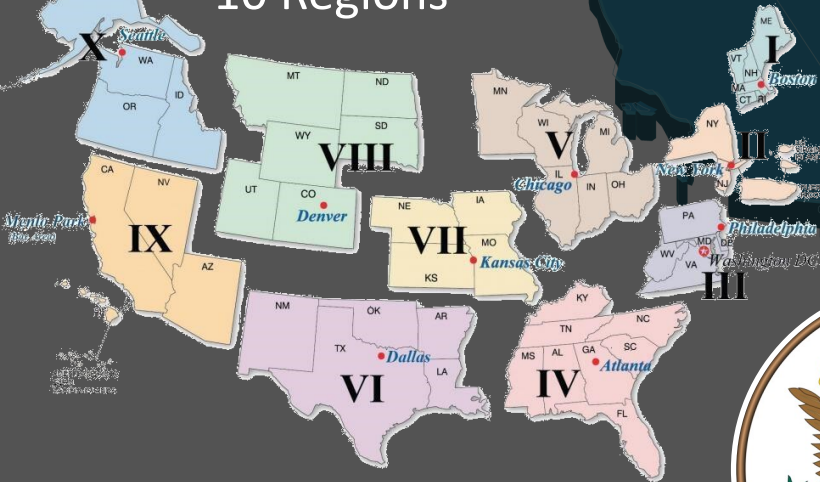 10 Regions
X
Seattle
WA
OR
ID
MT
ND
SD
WY
VIII
UT
CO
Denver
MN
WI
V
MI
IL
IN
OH
Chicago
ME
I
VT
NH
MA
CT
RI
Boston
NY
II
New York
NJ
CA
NV
IX
AZ
NE
IA
VII
MO
Kansas City
KS
PA
Philadelphia
MD
DE
Washington DC
WV
VA
III
NM
OK
AR
TX
Dallas
LA
VI
KY
TN
NC
SC
MS
AL
GA
Atlanta
IV
FL